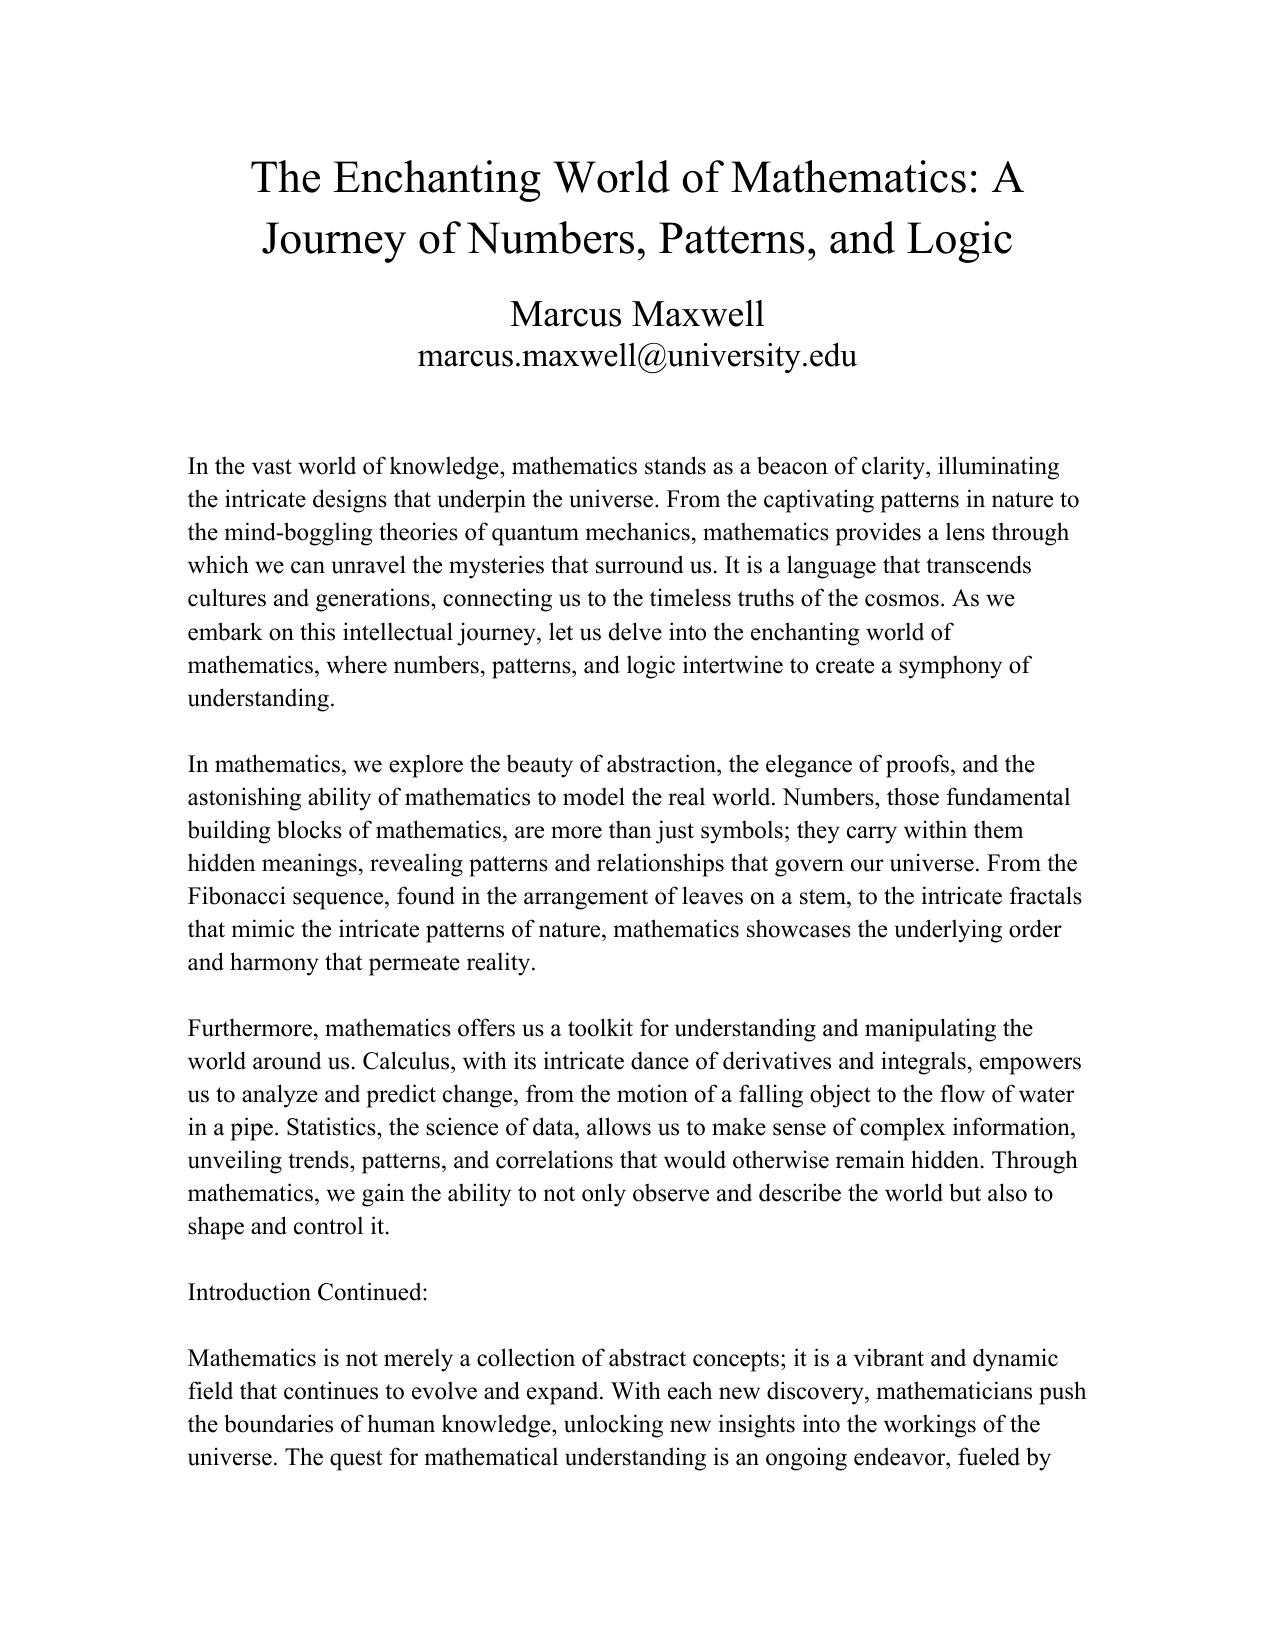 The Enchanting World of Mathematics: A
Journey of Numbers, Patterns, and Logic
Marcus Maxwell
marcus.maxwell@university.edu
In the vast world of knowledge, mathematics stands as a beacon of clarity, illuminating
the intricate designs that underpin the universe. From the captivating patterns in nature to
the mind-boggling theories of quantum mechanics, mathematics provides a lens through
which we can unravel the mysteries that surround us. It is a language that transcends
cultures and generations, connecting us to the timeless truths of the cosmos. As we
embark on this intellectual journey, let us delve into the enchanting world of
mathematics, where numbers, patterns, and logic intertwine to create a symphony of
understanding.
In mathematics, we explore the beauty of abstraction, the elegance of proofs, and the
astonishing ability of mathematics to model the real world. Numbers, those fundamental
building blocks of mathematics, are more than just symbols; they carry within them
hidden meanings, revealing patterns and relationships that govern our universe. From the
Fibonacci sequence, found in the arrangement of leaves on a stem, to the intricate fractals
that mimic the intricate patterns of nature, mathematics showcases the underlying order
and harmony that permeate reality.
Furthermore, mathematics offers us a toolkit for understanding and manipulating the
world around us. Calculus, with its intricate dance of derivatives and integrals, empowers
us to analyze and predict change, from the motion of a falling object to the flow of water
in a pipe. Statistics, the science of data, allows us to make sense of complex information,
unveiling trends, patterns, and correlations that would otherwise remain hidden. Through
mathematics, we gain the ability to not only observe and describe the world but also to
shape and control it.
Introduction Continued:
Mathematics is not merely a collection of abstract concepts; it is a vibrant and dynamic
field that continues to evolve and expand. With each new discovery, mathematicians push
the boundaries of human knowledge, unlocking new insights into the workings of the
universe. The quest for mathematical understanding is an ongoing endeavor, fueled by